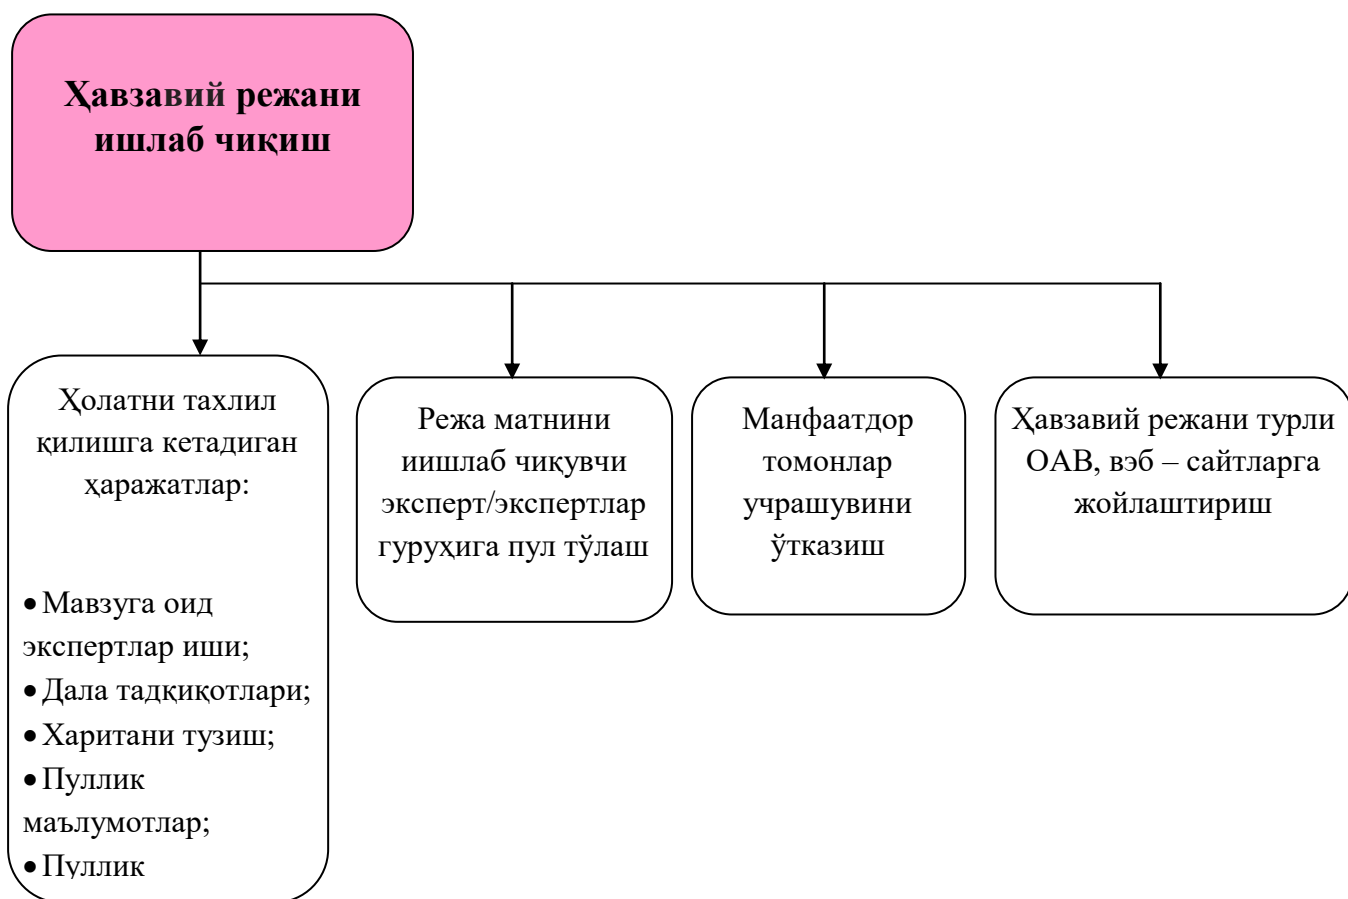 Ҳавзавий режани
ишлаб чиқиш
Ҳолатни тахлил
қилишга кетадиган
ҳаражатлар:
• Мавзуга оид
экспертлар иши;
• Дала тадқиқотлари;
• Харитани тузиш;
• Пуллик
маълумотлар;
• Пуллик
Режа матнини
иишлаб чиқувчи
эксперт/экспертлар
гуруҳига пул тўлаш
Манфаатдор
томонлар
учрашувини
ўтказиш
Ҳавзавий режани турли
ОАВ, вэб – сайтларга
жойлаштириш